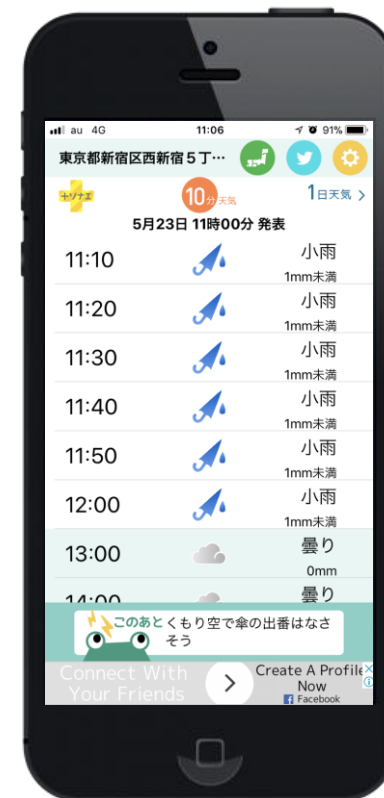 au 4G 11:06 91%
東京都新宿区西新宿5丁…
+ソナエ 10分天気 1日天気 >
5月23日 11時00分 発表
11:10 小雨
1mm未満
11:20 小雨
1mm未満
11:30 小雨
1mm未満
11:40 小雨
1mm未満
11:50 小雨
1mm未満
12:00 小雨
1mm未満
13:00 曇り
0mm
14:00 曇り
このあと くもり空で傘の出番はなさ
そう
Connect With
Your Friends
Create A Profile
Now
Facebook